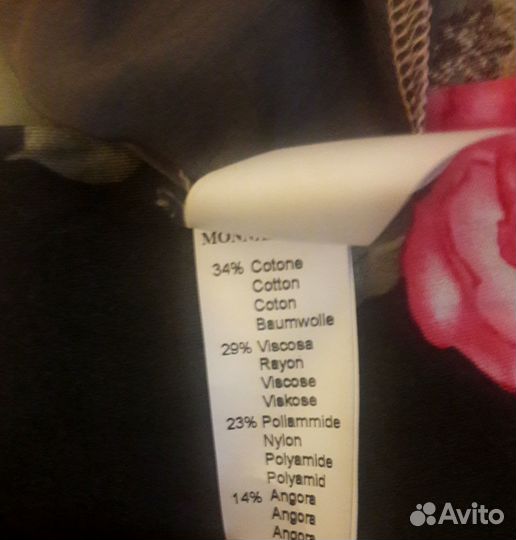 34% Cotone
Cotton
Coton
Baumwolle
29% Viscosa
Rayon
Viscose
Viskose
23% Poliammide
Nylon
Polyamide
Polyamid
14% Angora
Angora
Angora
Avito